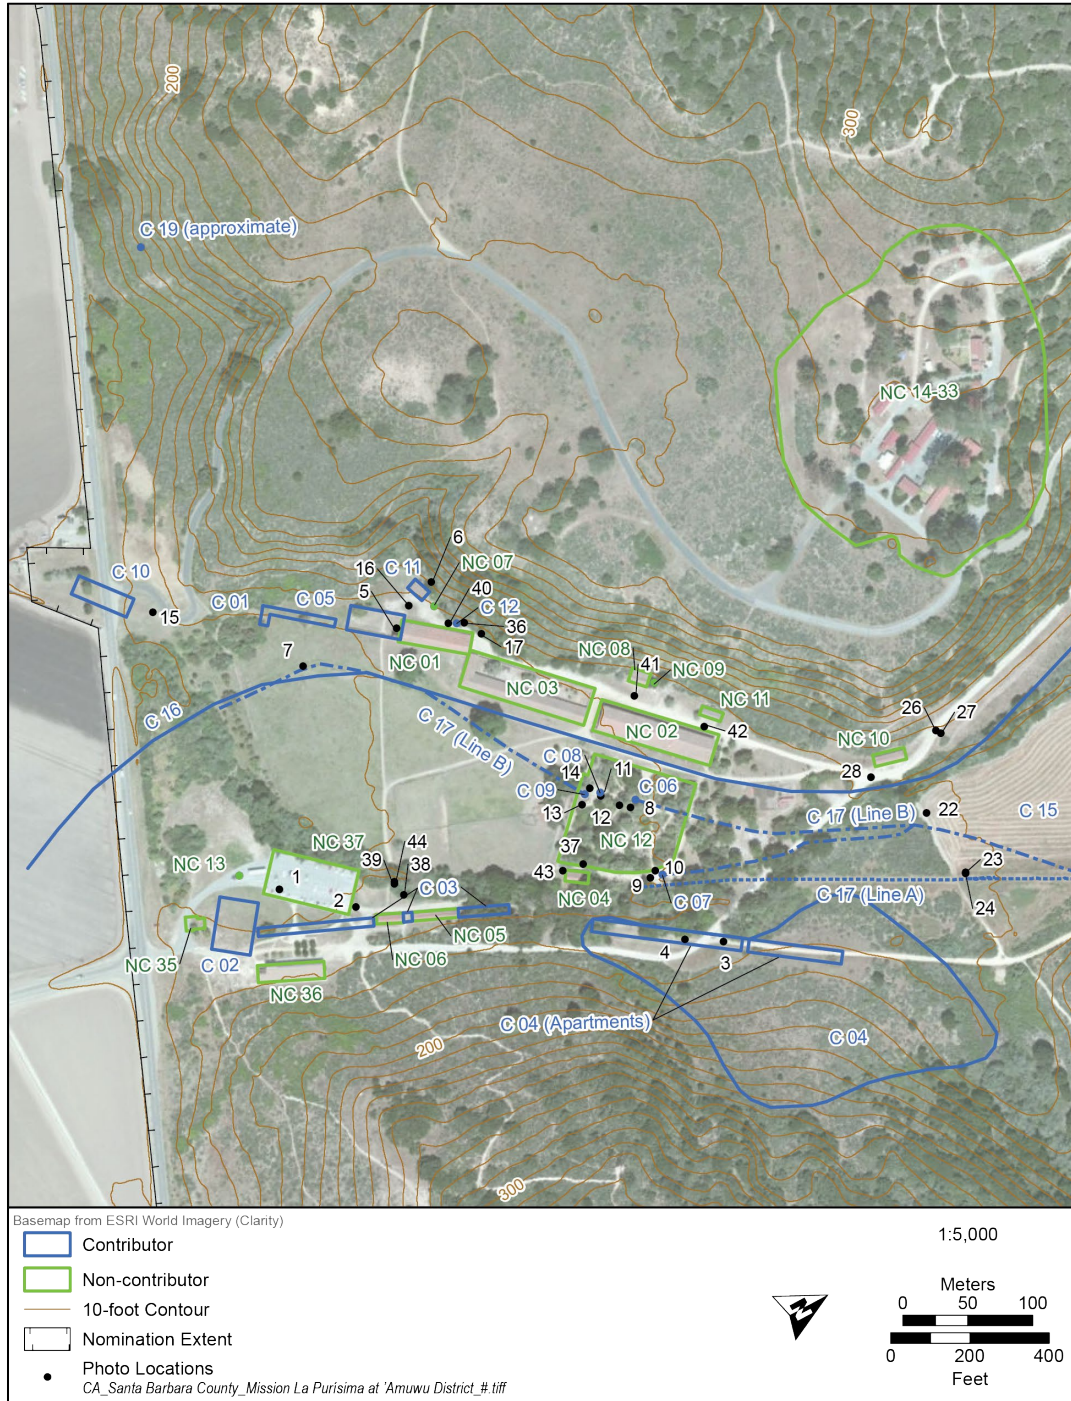 200
300
C 19 (approximate)
NC 14-33
6
16
C 11
NC 07
C 10
5
40
C 01
C 05
C 12
15
36
17
7
NC 01
NC 08
41
NC 09
NC 03
C 16
C 17 (Line B)
NC 11
26
27
NC 02
42
C 08
NC 10
14
11
28
C 09
C 06
13
12
8
C 17 (Line B)
22
C 15
NC 37
44
NC 12
NC 13
39
38
37
43
10
23
1
C 03
9
NC 04
C 07
C 17 (Line A)
24
2
NC 05
NC 35
C 02
NC 06
4
3
NC 36
C 04 (Apartments)
C 04
200
300
Basemap from ESRI World Imagery (Clarity)
Contributor
Non-contributor
10-foot Contour
Nomination Extent
Photo Locations
CA_Santa Barbara County_Mission La Purísima at 'Amuwu District_#.tiff
N
1:5,000
Meters
0 50 100
0 200 400
Feet